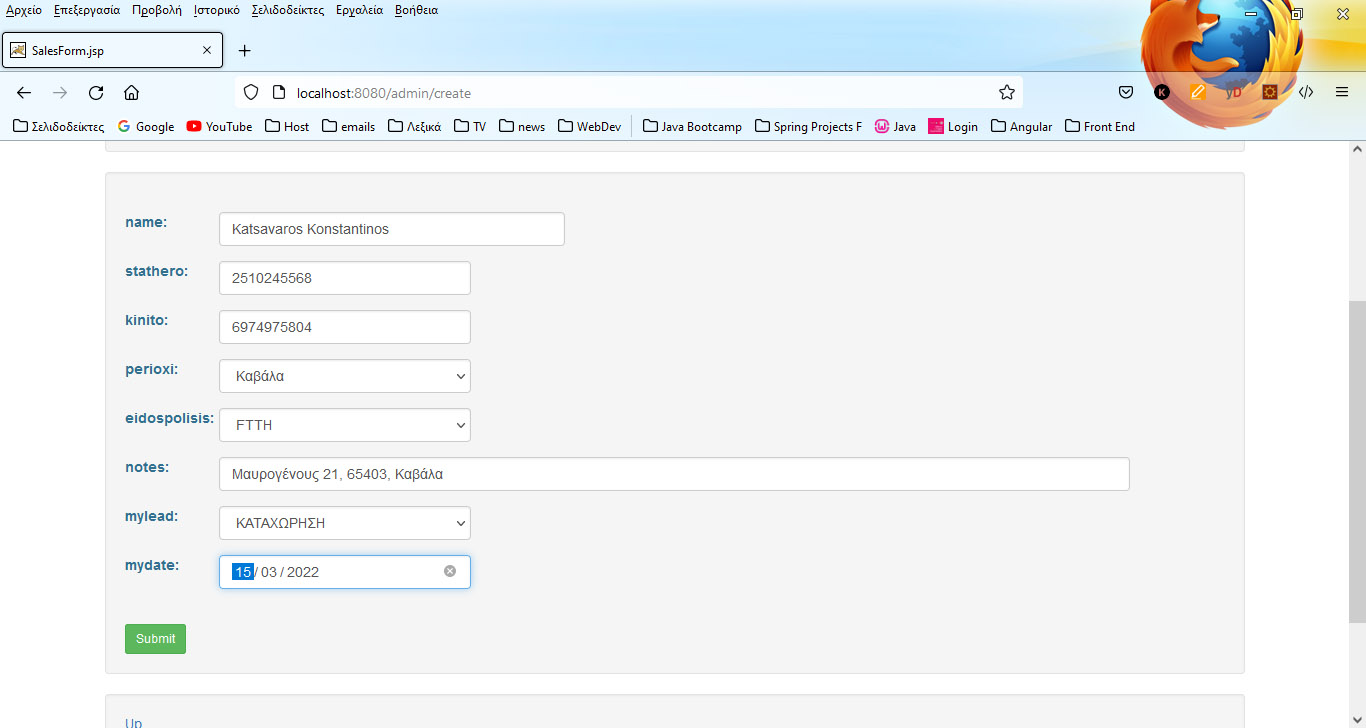 Αρχείο Επεξεργασία Προβολή Ιστορικό Σελιδοδείκτες Εργαλεία Βοήθεια
SalesForm.jsp
localhost:8080/admin/create
Σελιδοδείκτες Google YouTube Host emails Λεξικά TV news WebDev Java Bootcamp Spring Projects F Java Login Angular Front End
name: Katsavaros Konstantinos
stathero: 2510245568
kinito: 6974975804
perioxi: Καβάλα
eidospolisis: FTTH
notes: Μαυρογένους 21, 65403, Καβάλα
mylead: ΚΑΤΑΧΩΡΗΣΗ
mydate: 15 / 03 / 2022
Submit
Up